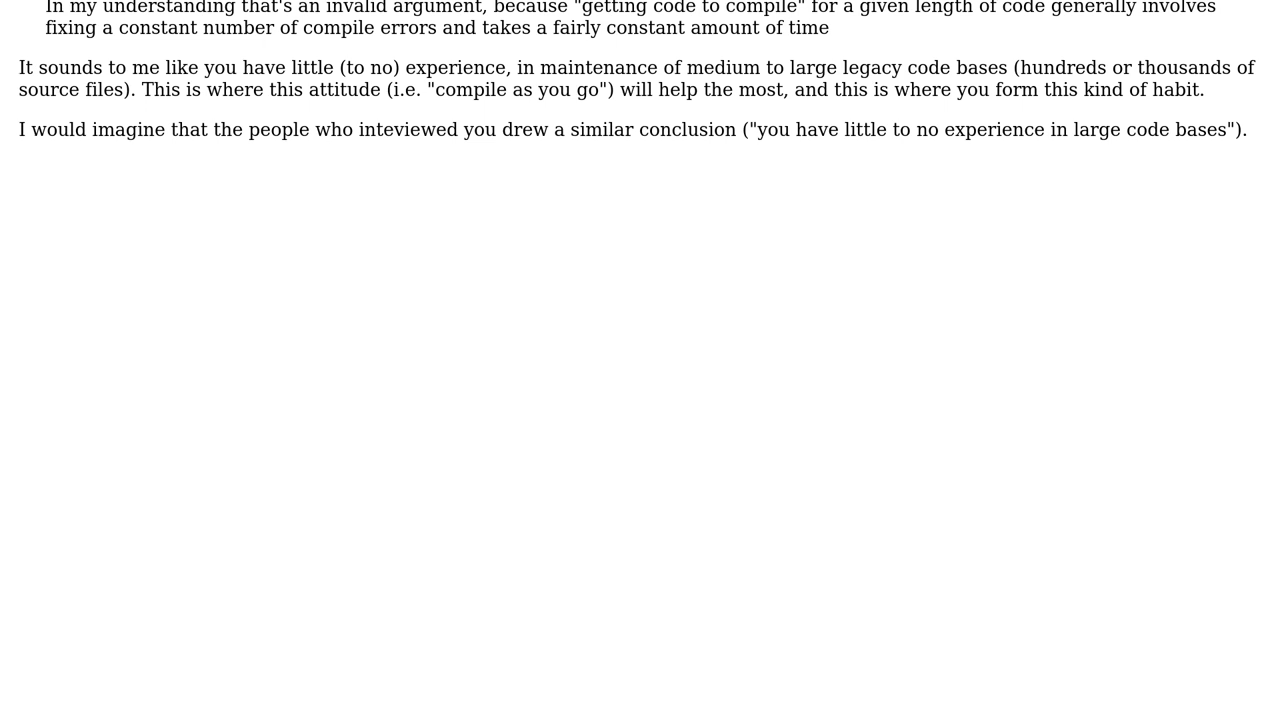 In my understanding that's an invalid argument, because "getting code to compile" for a given length of code generally involves
fixing a constant number of compile errors and takes a fairly constant amount of time
It sounds to me like you have little (to no) experience, in maintenance of medium to large legacy code bases (hundreds or thousands of
source files). This is where this attitude (i.e. "compile as you go") will help the most, and this is where you form this kind of habit.
I would imagine that the people who inteviewed you drew a similar conclusion ("you have little to no experience in large code bases").